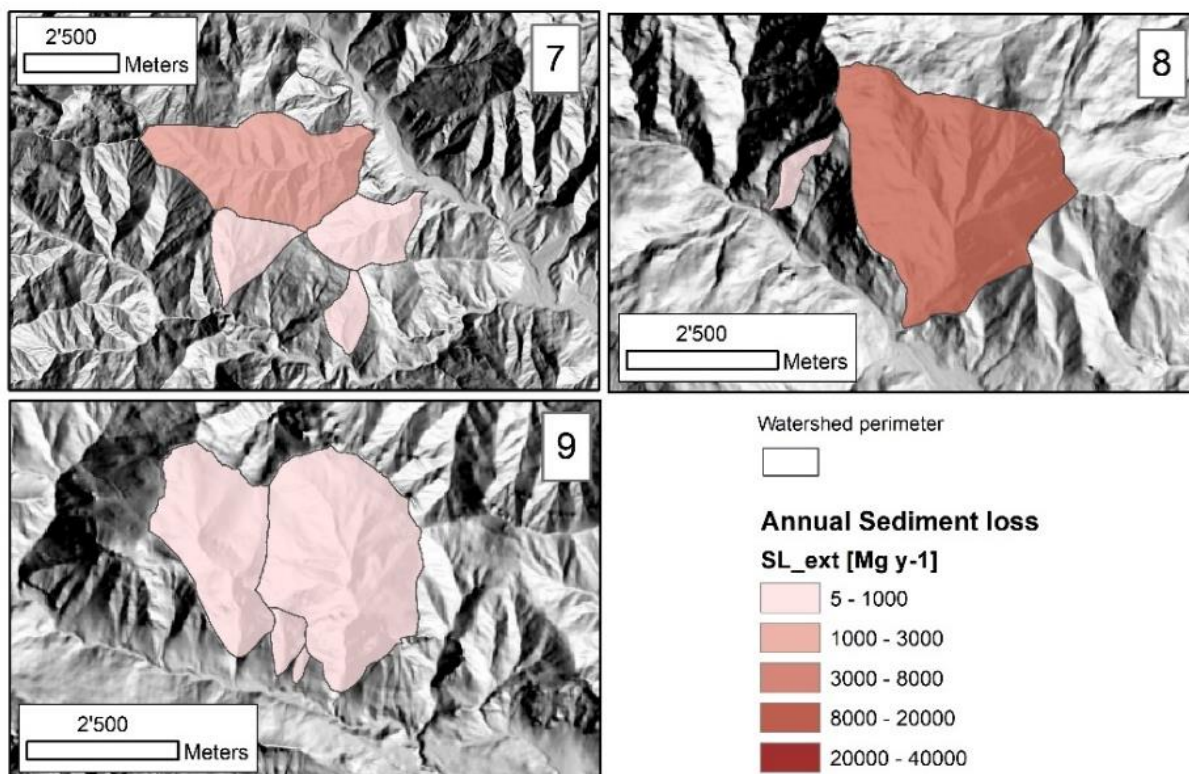 2'500
Meters
7
2'500
Meters
8
2'500
Meters
9
Watershed perimeter
Annual Sediment loss
SL_ext [Mg y-1]
5 - 1000
1000 - 3000
3000 - 8000
8000 - 20000
20000 - 40000